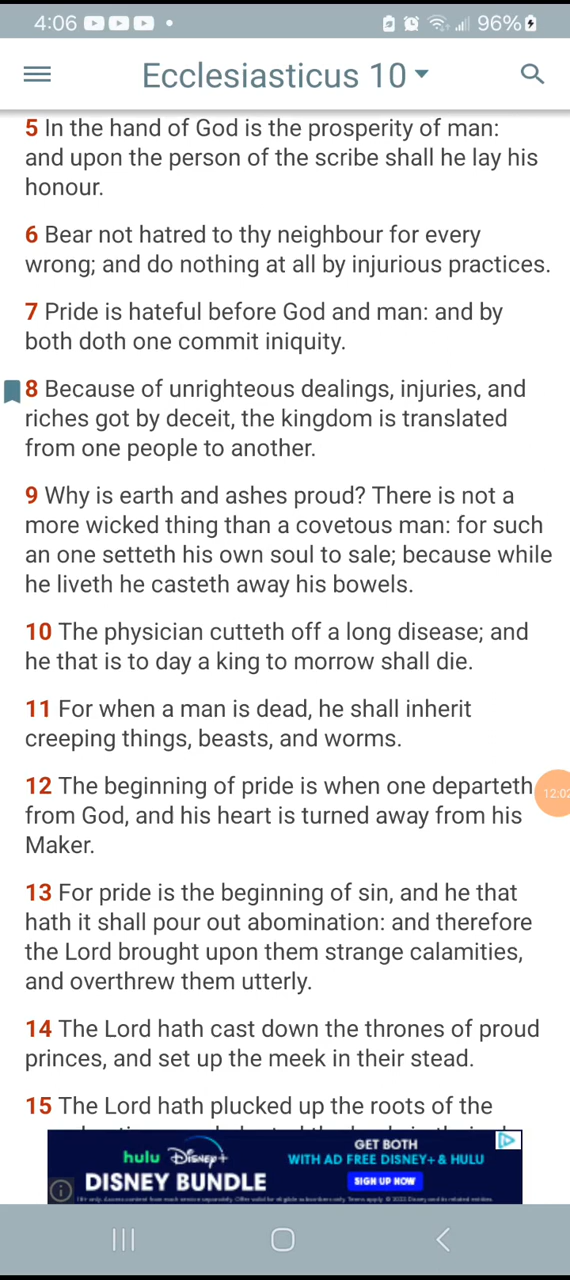 4:06
96%
Ecclesiasticus 10
5 In the hand of God is the prosperity of man:
and upon the person of the scribe shall he lay his
honour.
6 Bear not hatred to thy neighbour for every
wrong; and do nothing at all by injurious practices.
7 Pride is hateful before God and man: and by
both doth one commit iniquity.
8 Because of unrighteous dealings, injuries, and
riches got by deceit, the kingdom is translated
from one people to another.
9 Why is earth and ashes proud? There is not a
more wicked thing than a covetous man: for such
an one setteth his own soul to sale; because while
he liveth he casteth away his bowels.
10 The physician cutteth off a long disease; and
he that is to day a king to morrow shall die.
11 For when a man is dead, he shall inherit
creeping things, beasts, and worms.
12 The beginning of pride is when one departeth
from God, and his heart is turned away from his
Maker.
12:02
13 For pride is the beginning of sin, and he that
hath it shall pour out abomination: and therefore
the Lord brought upon them strange calamities,
and overthrew them utterly.
14 The Lord hath cast down the thrones of proud
princes, and set up the meek in their stead.
15 The Lord hath plucked up the roots of the
hulu Disney+
DISNEY BUNDLE
GET BOTH
WITH AD FREE DISNEY+ & HULU
SIGN UP NOW